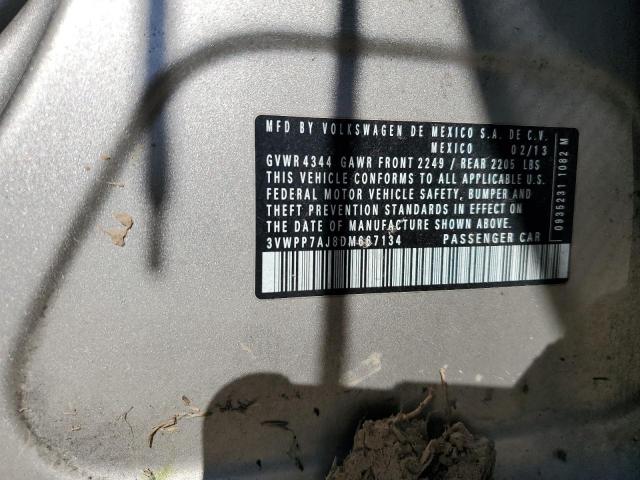 MFD BY VOLKSWAGEN DE MEXICO S.A. DE C.V.
MEXICO 02/13
GVWR 4344 GAWR FRONT 2249 / REAR 2205 LBS
THIS VEHICLE CONFORMS TO ALL APPLICABLE U.S.
FEDERAL MOTOR VEHICLE SAFETY, BUMPER AND
THEFT PREVENTION STANDARDS IN EFFECT ON
THE DATE OF MANUFACTURE SHOWN ABOVE.
3VWPP7AJ8DM667134 PASSENGER CAR
0935231 1082 M